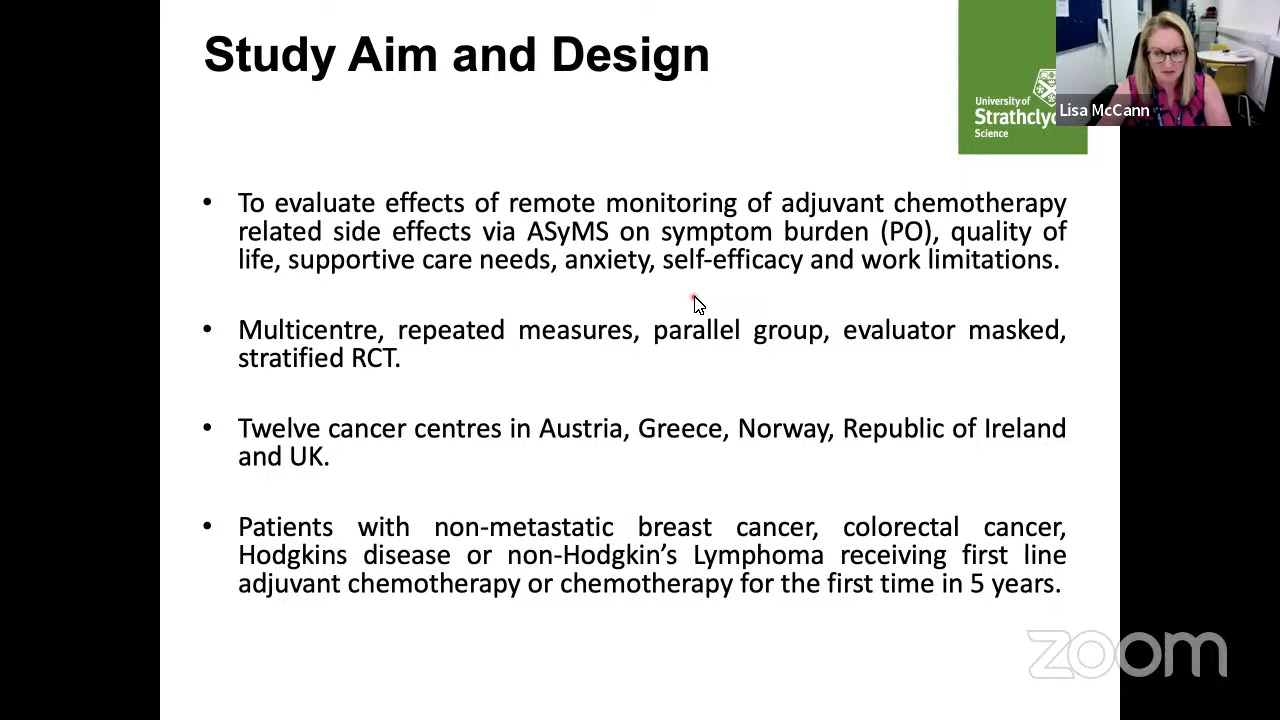 Study Aim and Design
University of
Strathcly
Science
Lisa McCann
• To evaluate effects of remote monitoring of adjuvant chemotherapy
related side effects via ASyMS on symptom burden (PO), quality of
life, supportive care needs, anxiety, self-efficacy and work limitations.
• Multicentre, repeated measures, parallel group, evaluator masked,
stratified RCT.
• Twelve cancer centres in Austria, Greece, Norway, Republic of Ireland
and UK.
• Patients with non-metastatic breast cancer, colorectal cancer,
Hodgkins disease or non-Hodgkin’s Lymphoma receiving first line
adjuvant chemotherapy or chemotherapy for the first time in 5 years.
zoom